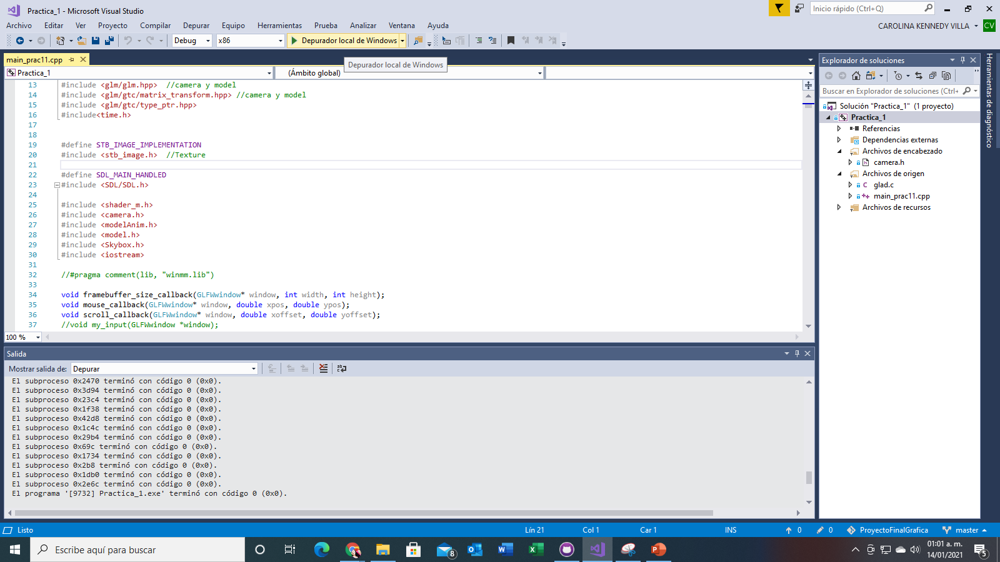 Practica_1 - Microsoft Visual Studio
Inicio rápido (Ctrl+Q)
Archivo Editar Ver Proyecto Compilar Depurar Equipo Herramientas Prueba Analizar Ventana Ayuda
CAROLINA KENNEDY VILLA CV
Debug x86 Depurador local de Windows
main_prac11.cpp
Depurador local de Windows
Practica_1 (Ámbito global)
13 #include <glm/glm.hpp>  //camera y model
14 #include <glm/gtc/matrix_transform.hpp> //camera y model
15 #include <glm/gtc/type_ptr.hpp>
16 #include<time.h>
17
18
19 #define STB_IMAGE_IMPLEMENTATION
20 #include <stb_image.h>  //Texture
21
22 #define SDL_MAIN_HANDLED
23 #include <SDL/SDL.h>
24
25 #include <shader_m.h>
26 #include <camera.h>
27 #include <modelAnim.h>
28 #include <model.h>
29 #include <Skybox.h>
30 #include <iostream>
31
32 //#pragma comment(lib, "winmm.lib")
33
34 void framebuffer_size_callback(GLFWwindow* window, int width, int height);
35 void mouse_callback(GLFWwindow* window, double xpos, double ypos);
36 void scroll_callback(GLFWwindow* window, double xoffset, double yoffset);
37 //void my_input(GLFWwindow *window);
100 %
Salida
Mostrar salida de: Depurar
El subproceso 0x2470 terminó con código 0 (0x0).
El subproceso 0x3d94 terminó con código 0 (0x0).
El subproceso 0x23c4 terminó con código 0 (0x0).
El subproceso 0x1f38 terminó con código 0 (0x0).
El subproceso 0x42d8 terminó con código 0 (0x0).
El subproceso 0x1c4c terminó con código 0 (0x0).
El subproceso 0x29b4 terminó con código 0 (0x0).
El subproceso 0x69c terminó con código 0 (0x0).
El subproceso 0x1734 terminó con código 0 (0x0).
El subproceso 0x2b8 terminó con código 0 (0x0).
El subproceso 0x1db0 terminó con código 0 (0x0).
El subproceso 0x2e6c terminó con código 0 (0x0).
El programa '[9732] Practica_1.exe' terminó con código 0 (0x0).
Explorador de soluciones
Buscar en Explorador de soluciones (Ctrl+
Solución "Practica_1" (1 proyecto)
Practica_1
Referencias
Dependencias externas
Archivos de encabezado
camera.h
Archivos de origen
glad.c
main_prac11.cpp
Archivos de recursos
Herramientas de diagnóstico
Listo Lín 21 Col 1 Car 1 INS 0 0 ProyectoFinalGrafica master
Escribe aquí para buscar
8
01:01 a. m.
14/01/2021
5